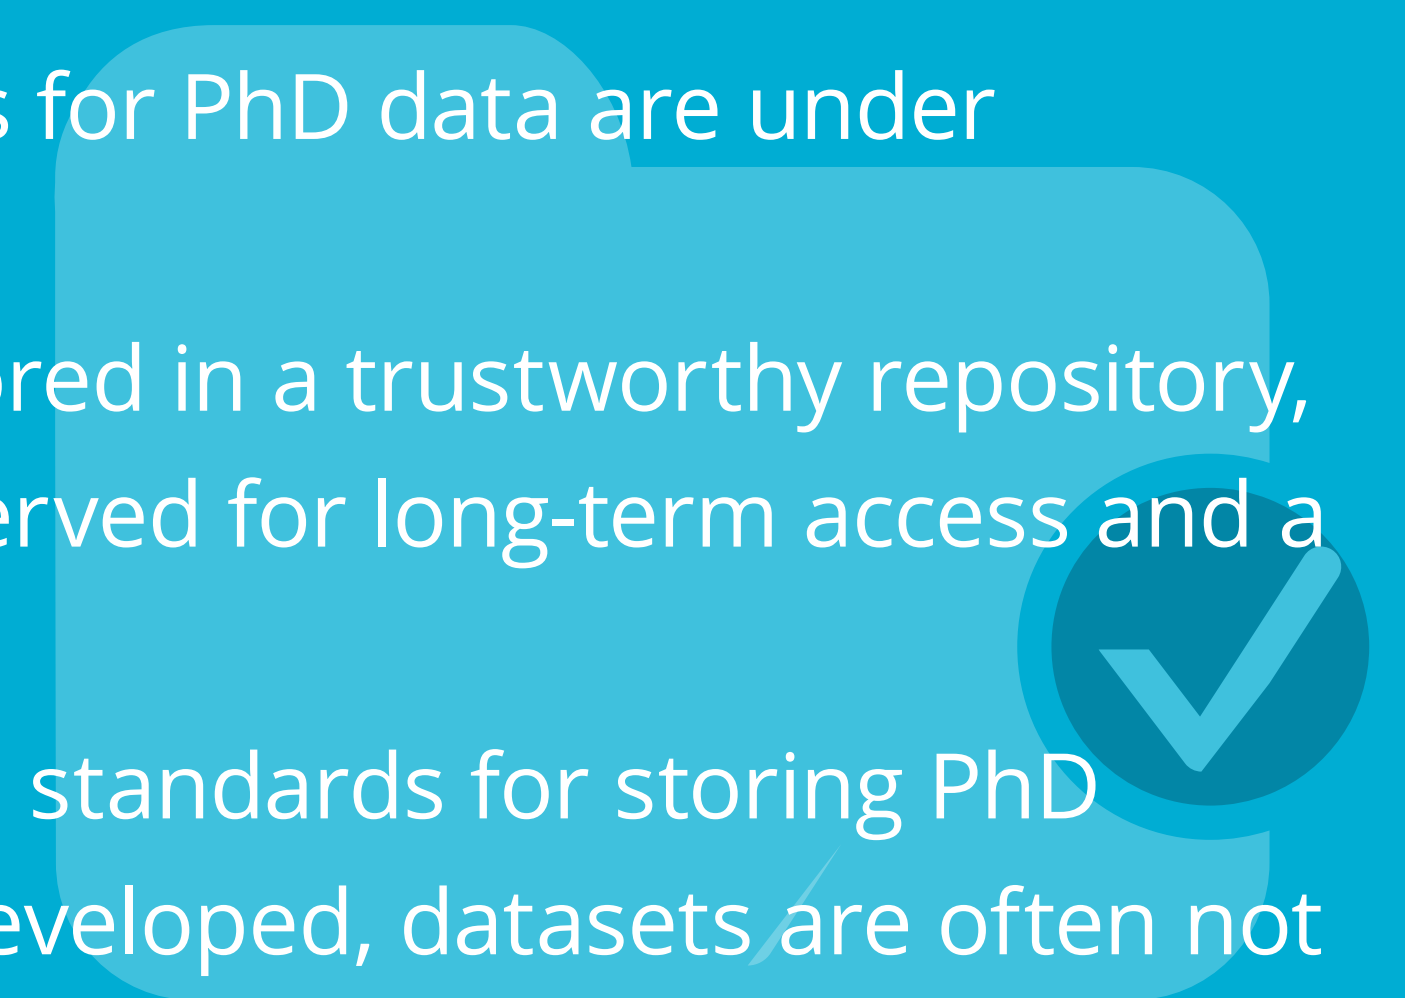 s for PhD data are under
ored in a trustworthy repository,
erved for long-term access and a
standards for storing PhD
eveloped, datasets are often not